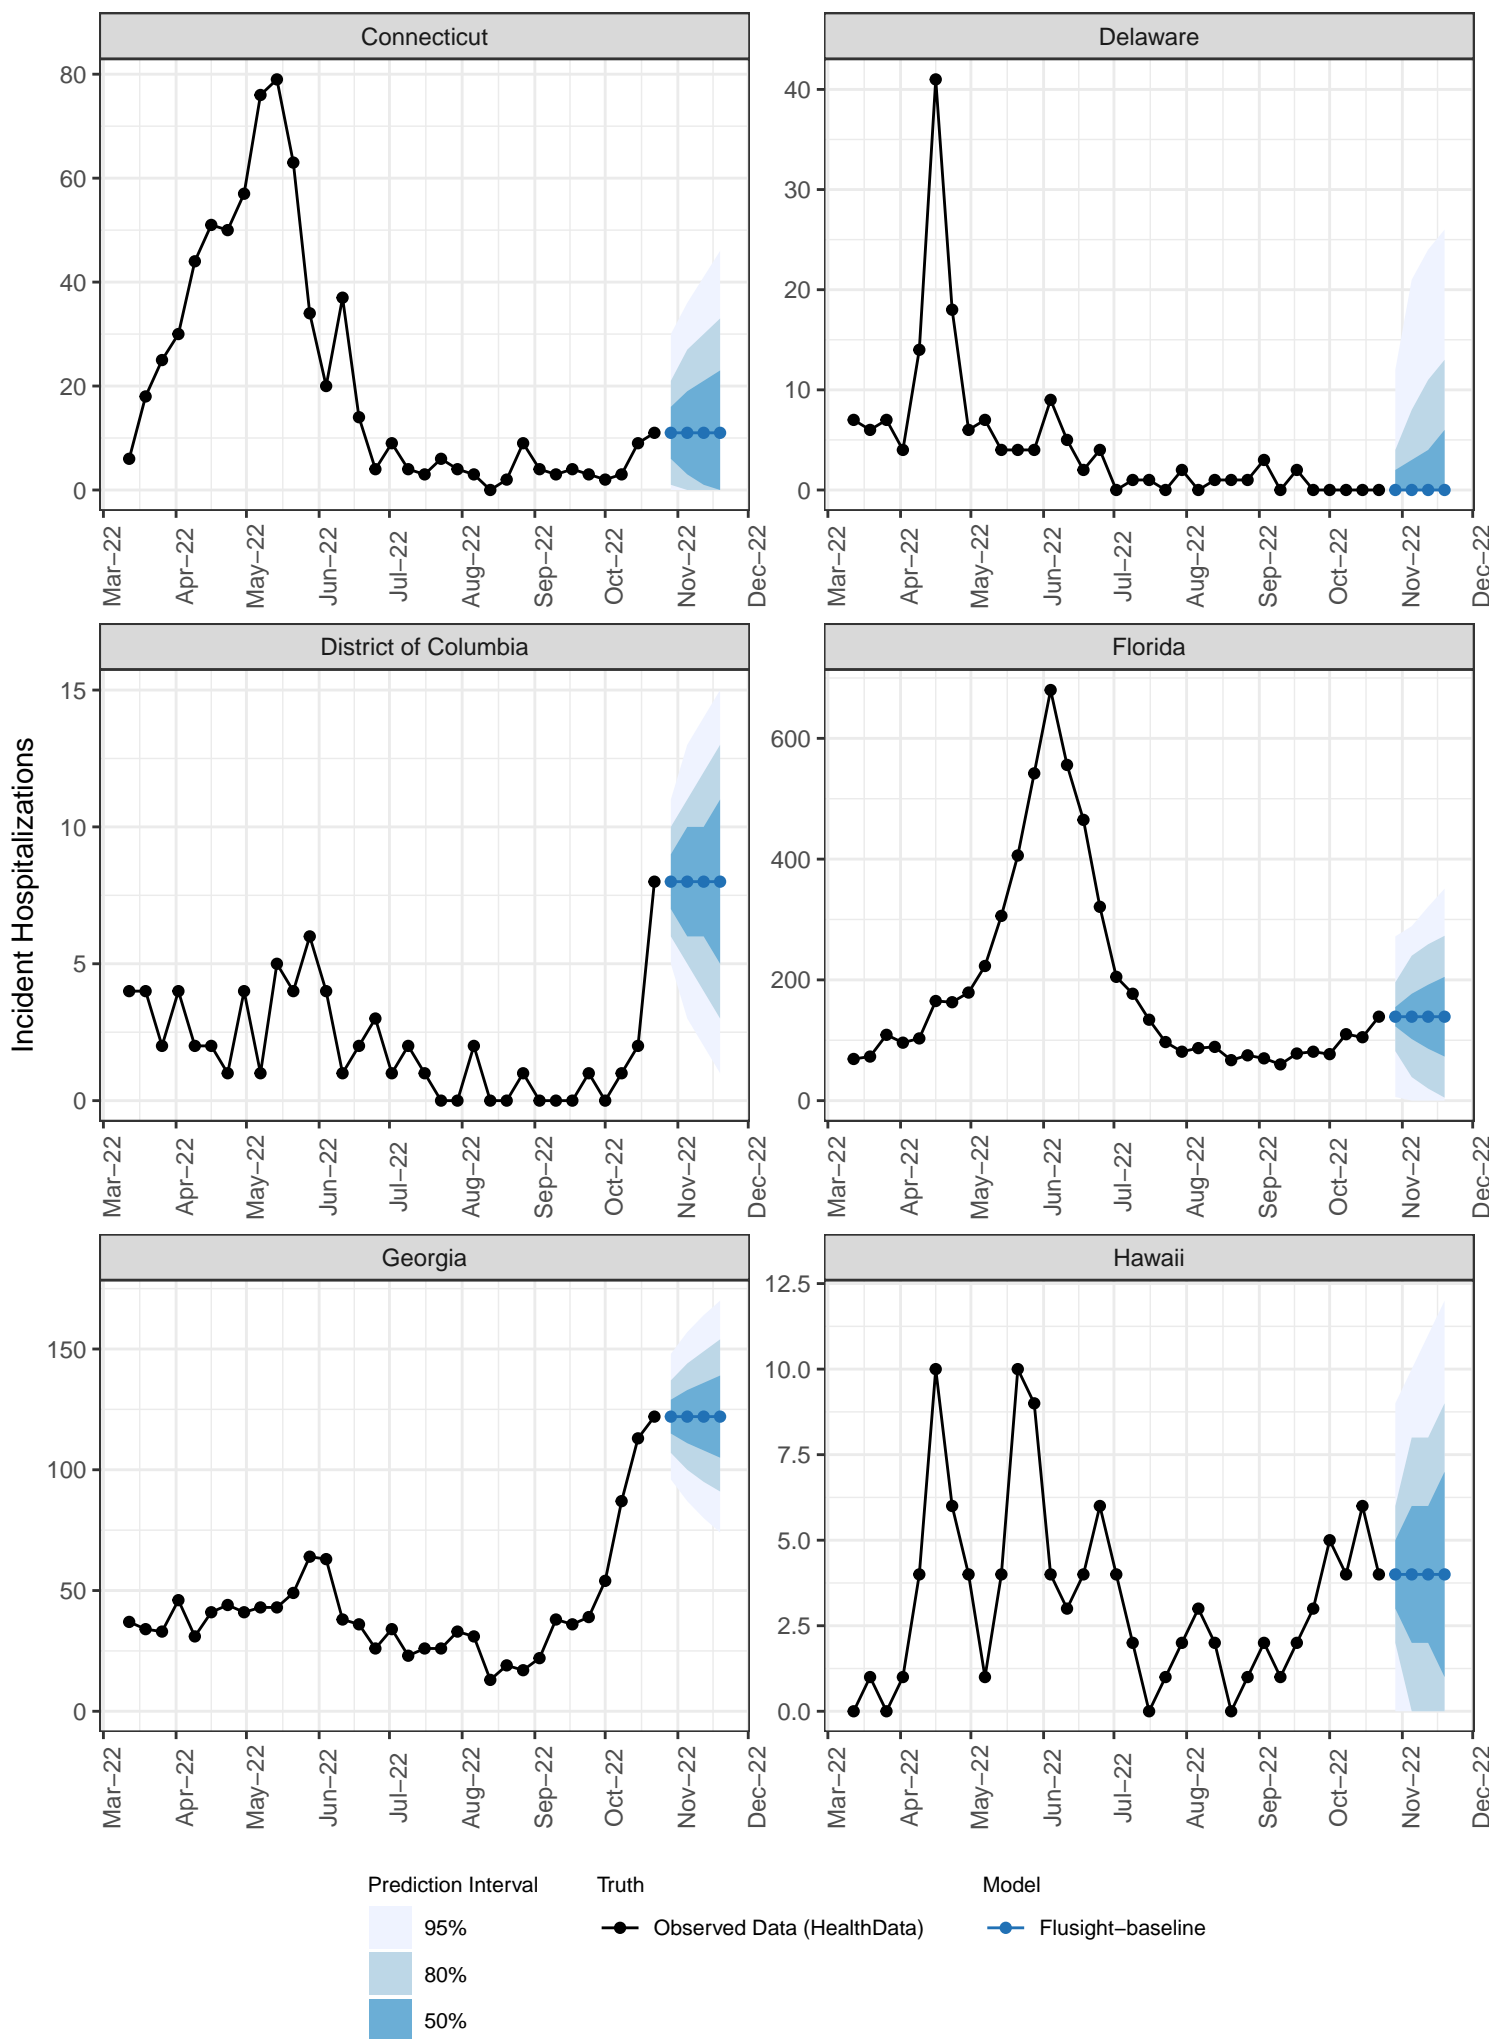 Connecticut
Delaware
80
60
40
20
0
40
30
20
10
0
Mar−22 Apr−22 May−22 Jun−22 Jul−22 Aug−22 Sep−22 Oct−22 Nov−22 Dec−22
Mar−22 Apr−22 May−22 Jun−22 Jul−22 Aug−22 Sep−22 Oct−22 Nov−22 Dec−22
District of Columbia
Florida
Incident Hospitalizations
15
10
5
0
600
400
200
0
Mar−22 Apr−22 May−22 Jun−22 Jul−22 Aug−22 Sep−22 Oct−22 Nov−22 Dec−22
Mar−22 Apr−22 May−22 Jun−22 Jul−22 Aug−22 Sep−22 Oct−22 Nov−22 Dec−22
Georgia
Hawaii
150
100
50
0
12.5
10.0
7.5
5.0
2.5
0.0
Mar−22 Apr−22 May−22 Jun−22 Jul−22 Aug−22 Sep−22 Oct−22 Nov−22 Dec−22
Mar−22 Apr−22 May−22 Jun−22 Jul−22 Aug−22 Sep−22 Oct−22 Nov−22 Dec−22
Prediction Interval
95%
80%
50%
Truth
Observed Data (HealthData)
Model
Flusight−baseline